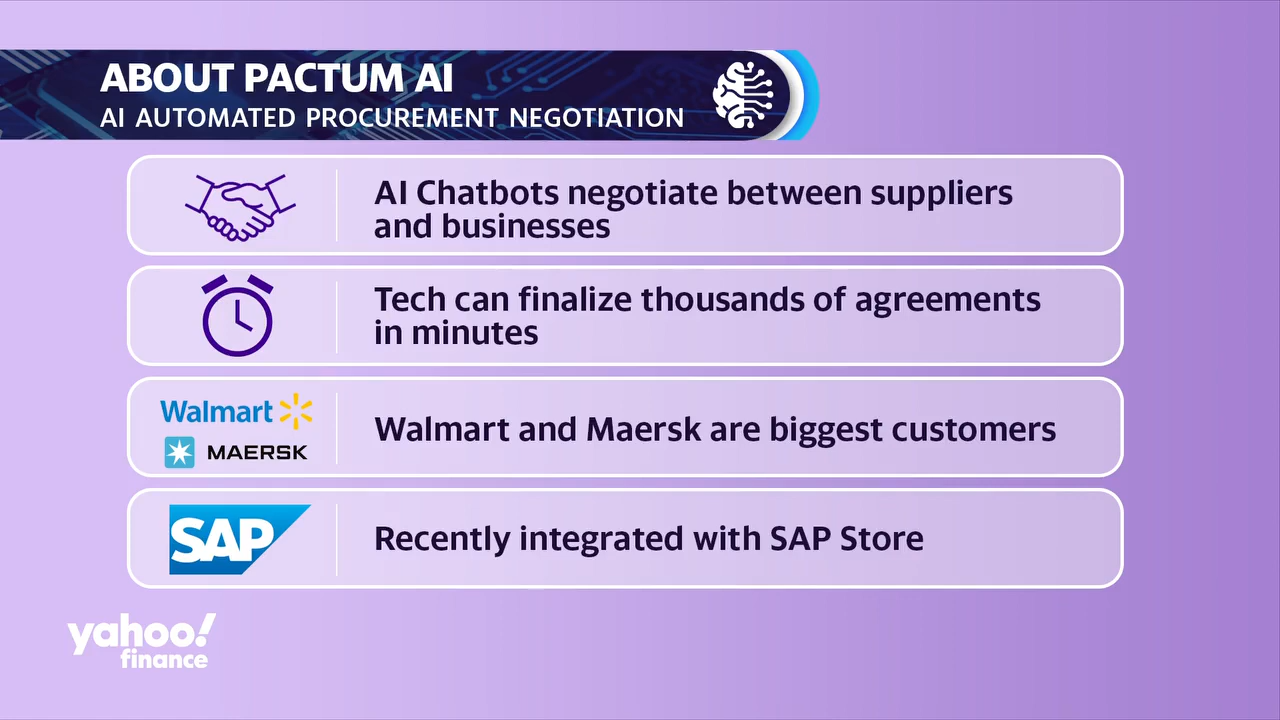 ABOUT PACTUM AI
AI AUTOMATED PROCUREMENT NEGOTIATION
AI Chatbots negotiate between suppliers
and businesses
Tech can finalize thousands of agreements
in minutes
Walmart
MAERSK
Walmart and Maersk are biggest customers
SAP
Recently integrated with SAP Store
yahoo!
finance